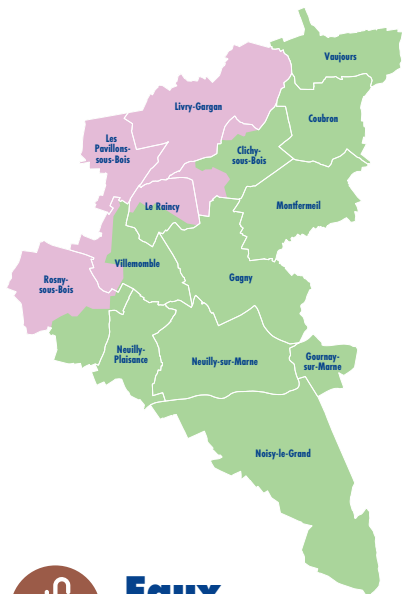 Vaujours
Livry-Gargan
Coubron
Les
Pavillons-
sous-Bois
Clichy-
sous-Bois
Le Raincy
Montfermeil
Villemomble
Gagny
Rosny-
sous-Bois
Neuilly-
Plaisance
Neuilly-sur-Marne
Gournay-
sur-Marne
Noisy-le-Grand
Eaux